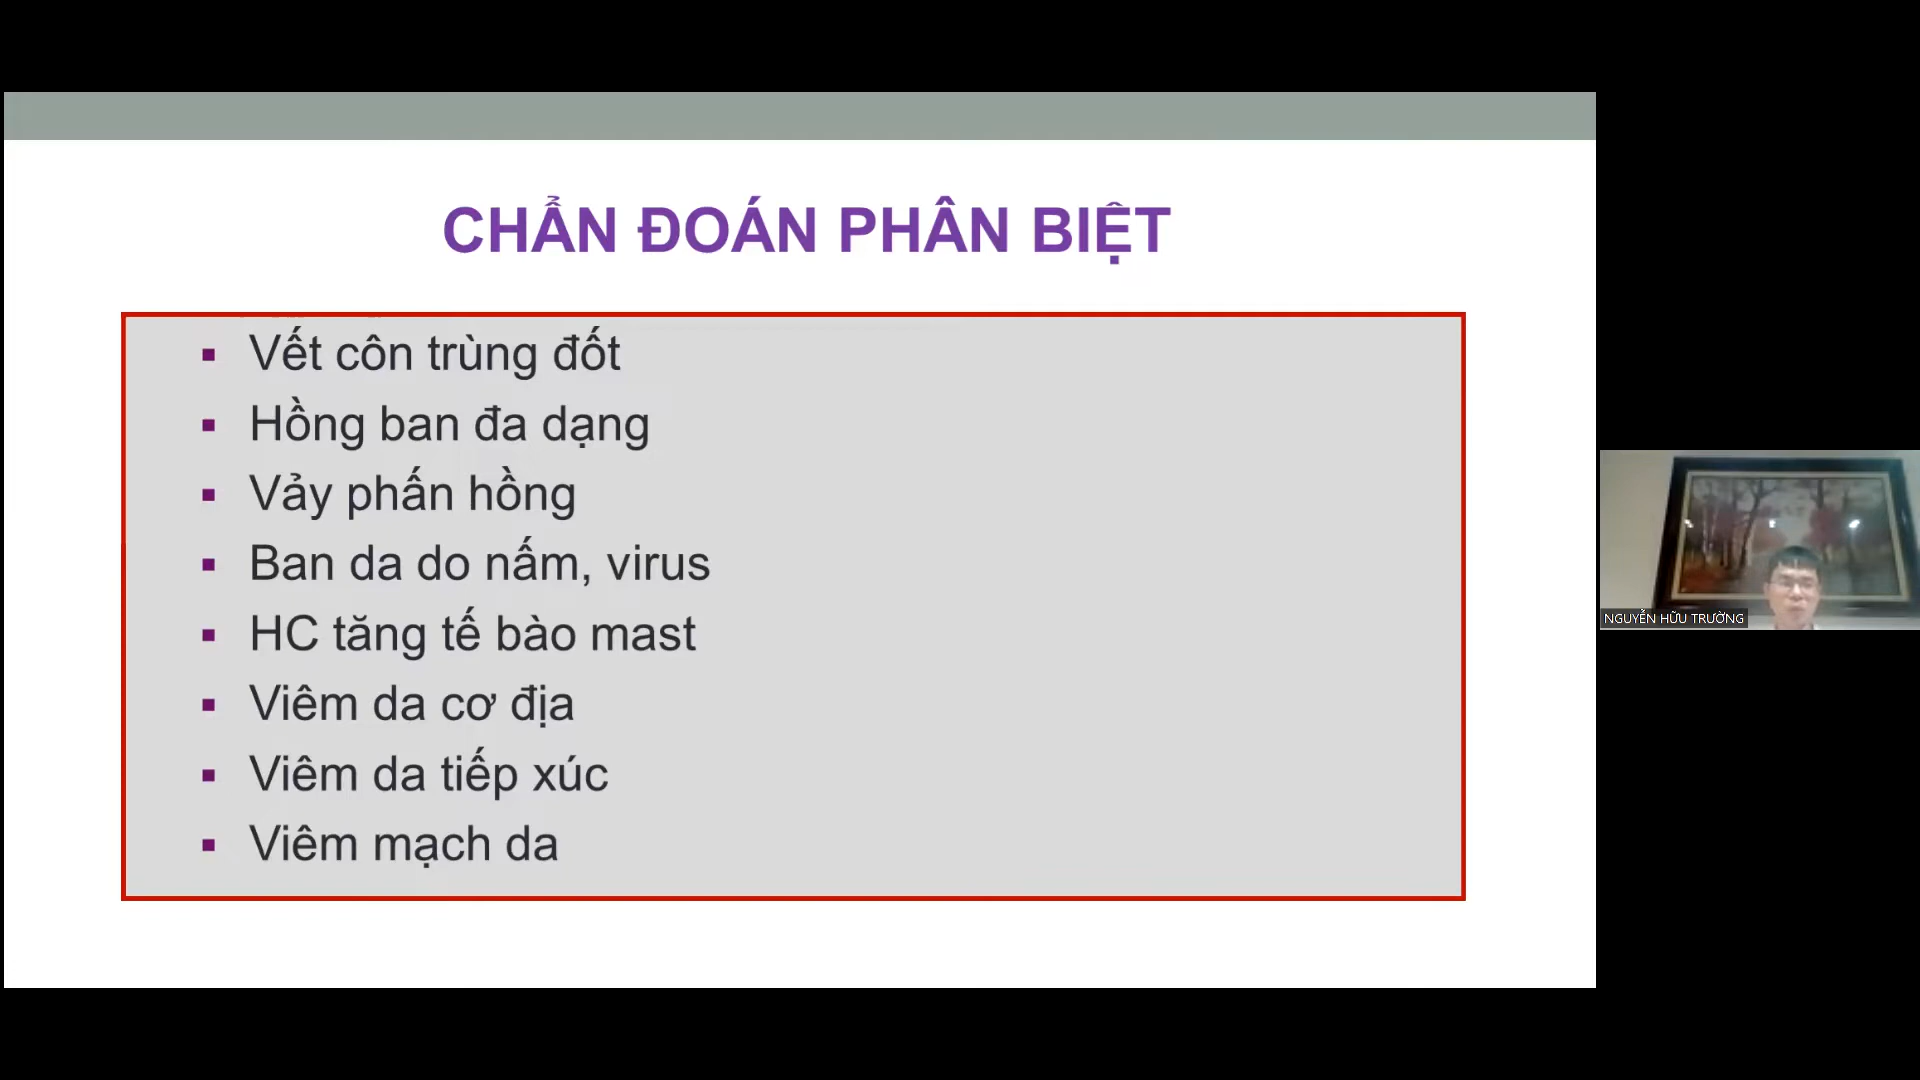 CHẨN ĐOÁN PHÂN BIỆT
▪ Vết côn trùng đốt
▪ Hồng ban đa dạng
▪ Vảy phấn hồng
▪ Ban da do nấm, virus
▪ HC tăng tế bào mast
▪ Viêm da cơ địa
▪ Viêm da tiếp xúc
▪ Viêm mạch da
NGUYỄN HỮU TRƯỜNG